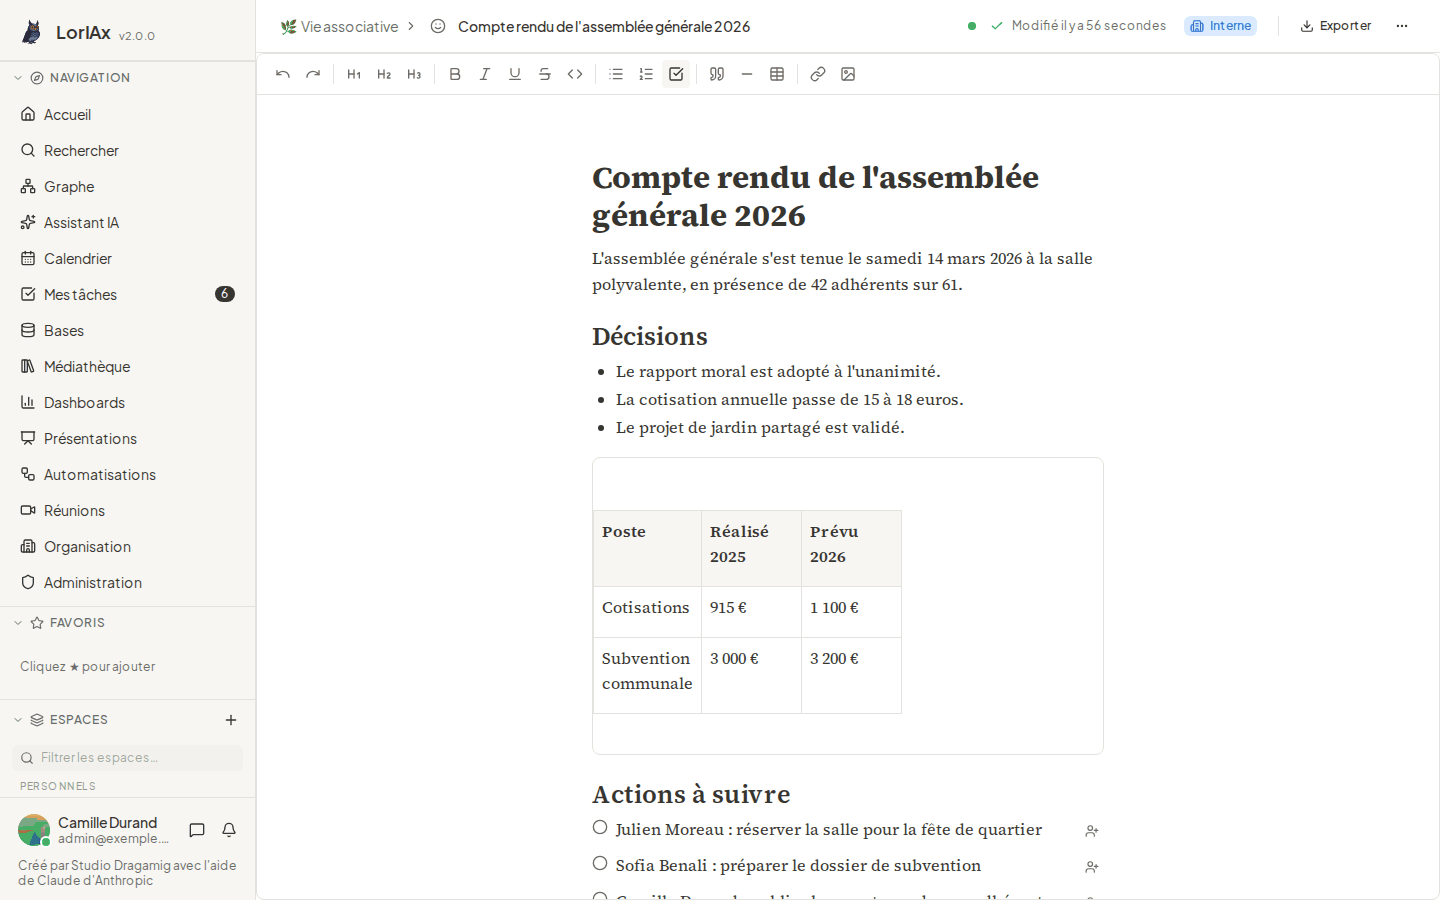 LorIAx v2.0.0
NAVIGATION
Accueil
Rechercher
Graphe
Assistant IA
Calendrier
Mes tâches 6
Bases
Médiathèque
Dashboards
Présentations
Automatisations
Réunions
Organisation
Administration
FAVORIS
Cliquez ★ pour ajouter
ESPACES
Filtrer les espaces…
PERSONNELS
Camille Durand
admin@exemple.…
Créé par Studio Dragamig avec l'aide
de Claude d'Anthropic
Vie associative > Compte rendu de l'assemblée générale 2026
Modifié il y a 56 secondes
Interne
Exporter
H1 H2 H3
Compte rendu de l'assemblée
générale 2026
L'assemblée générale s'est tenue le samedi 14 mars 2026 à la salle
polyvalente, en présence de 42 adhérents sur 61.
Décisions
Le rapport moral est adopté à l'unanimité.
La cotisation annuelle passe de 15 à 18 euros.
Le projet de jardin partagé est validé.
Poste Réalisé 2025 Prévu 2026
Cotisations 915 € 1 100 €
Subvention communale 3 000 € 3 200 €
Actions à suivre
Julien Moreau : réserver la salle pour la fête de quartier
Sofia Benali : préparer le dossier de subvention